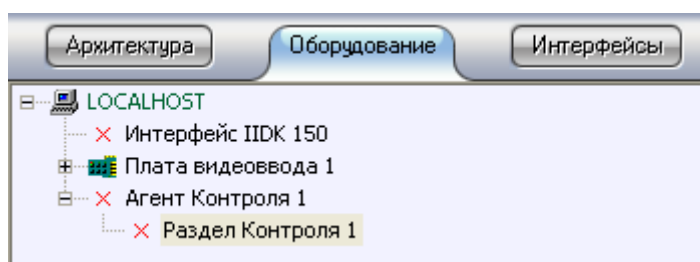 Архитектура Оборудование Интерфейсы
LOCALHOST
Интерфейс IIDK 150
Плата видеоввода 1
Агент Контроля 1
Раздел Контроля 1